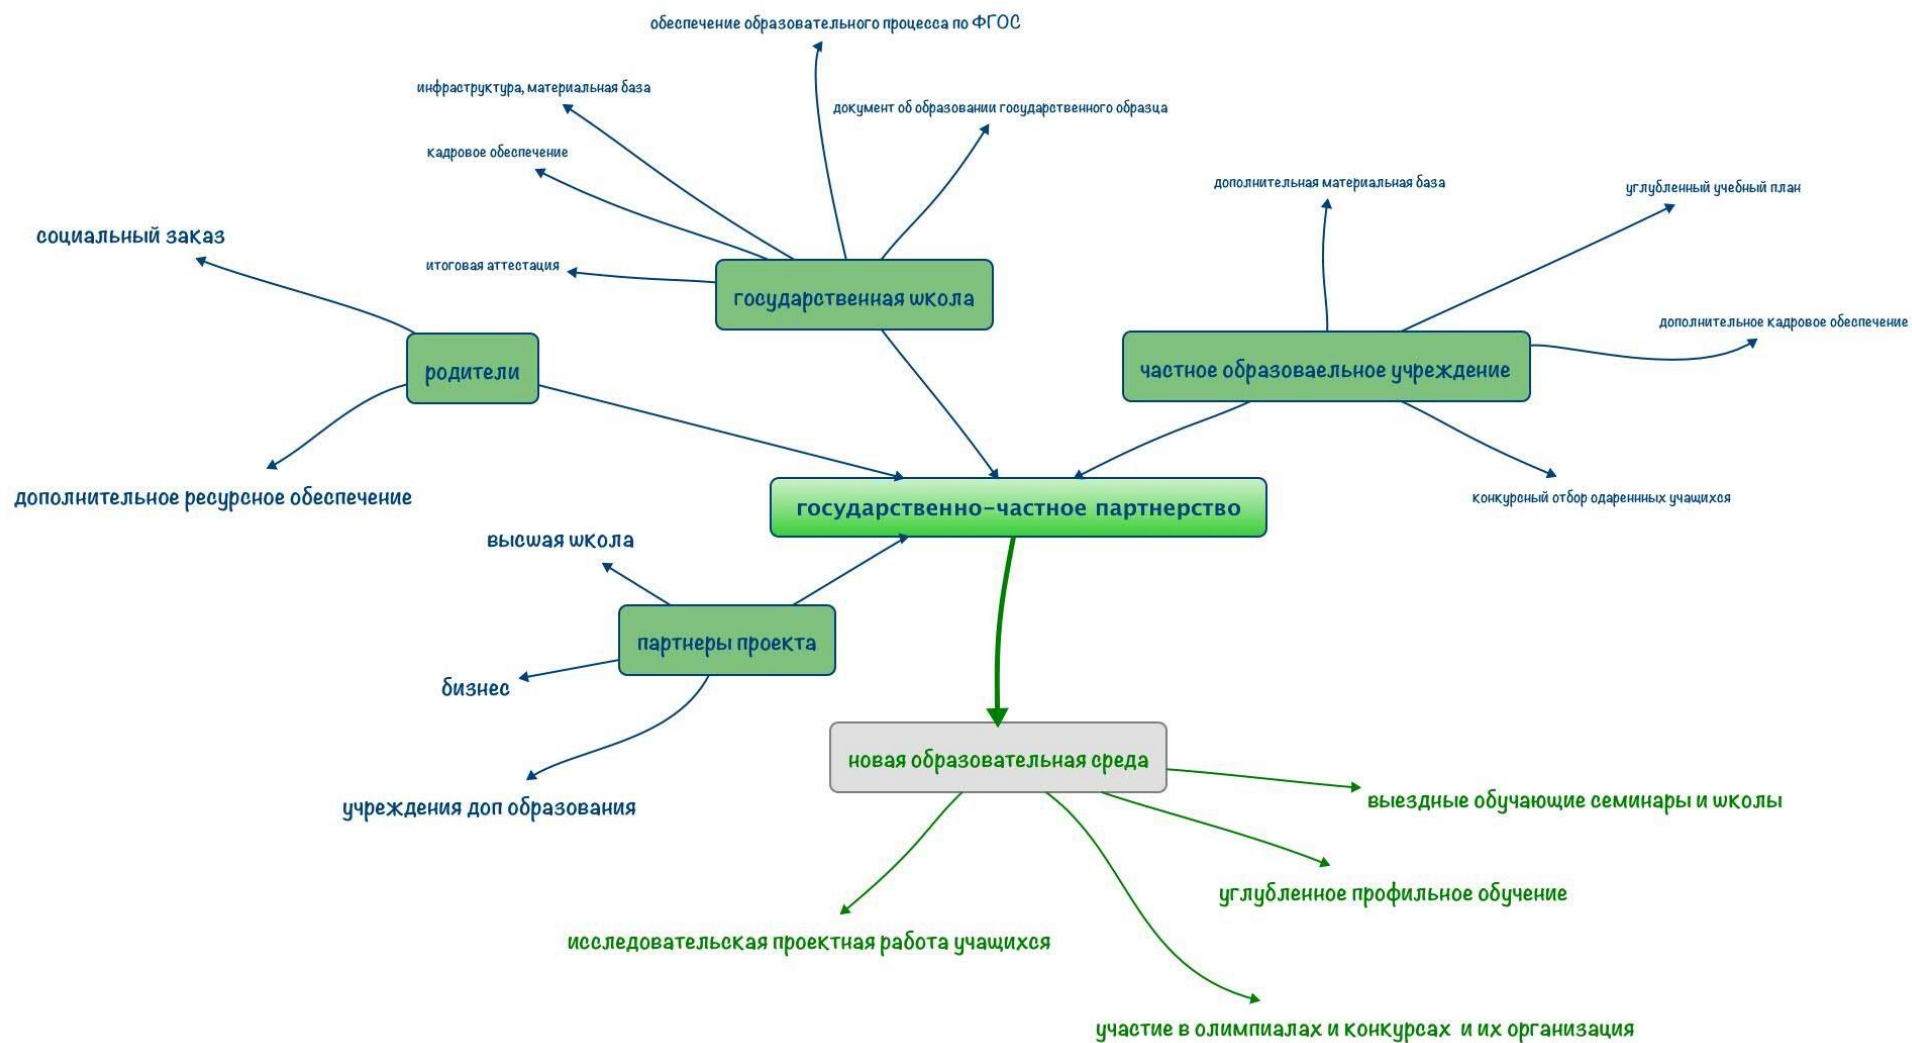 обеспечение образовательного процесса по ФГОС
инфраструктура, материальная база
документ об образовании государственного образца
кадровое обеспечение
дополнительная материальная база
углубленный учебный план
социальный заказ
итоговая аттестация
государственная школа
дополнительное кадровое обеспечение
родители
частное образоваельное учреждение
дополнительное ресурсное обеспечение
государственно-частное партнерство
конкурсный отбор одареннных учащихся
высшая школа
партнеры проекта
бизнес
новая образовательная среда
учреждения доп образования
выездные обучающие семинары и школы
углубленное профильное обучение
исследовательская проектная работа учащихся
участие в олимпиалах и конкурсах и их организация